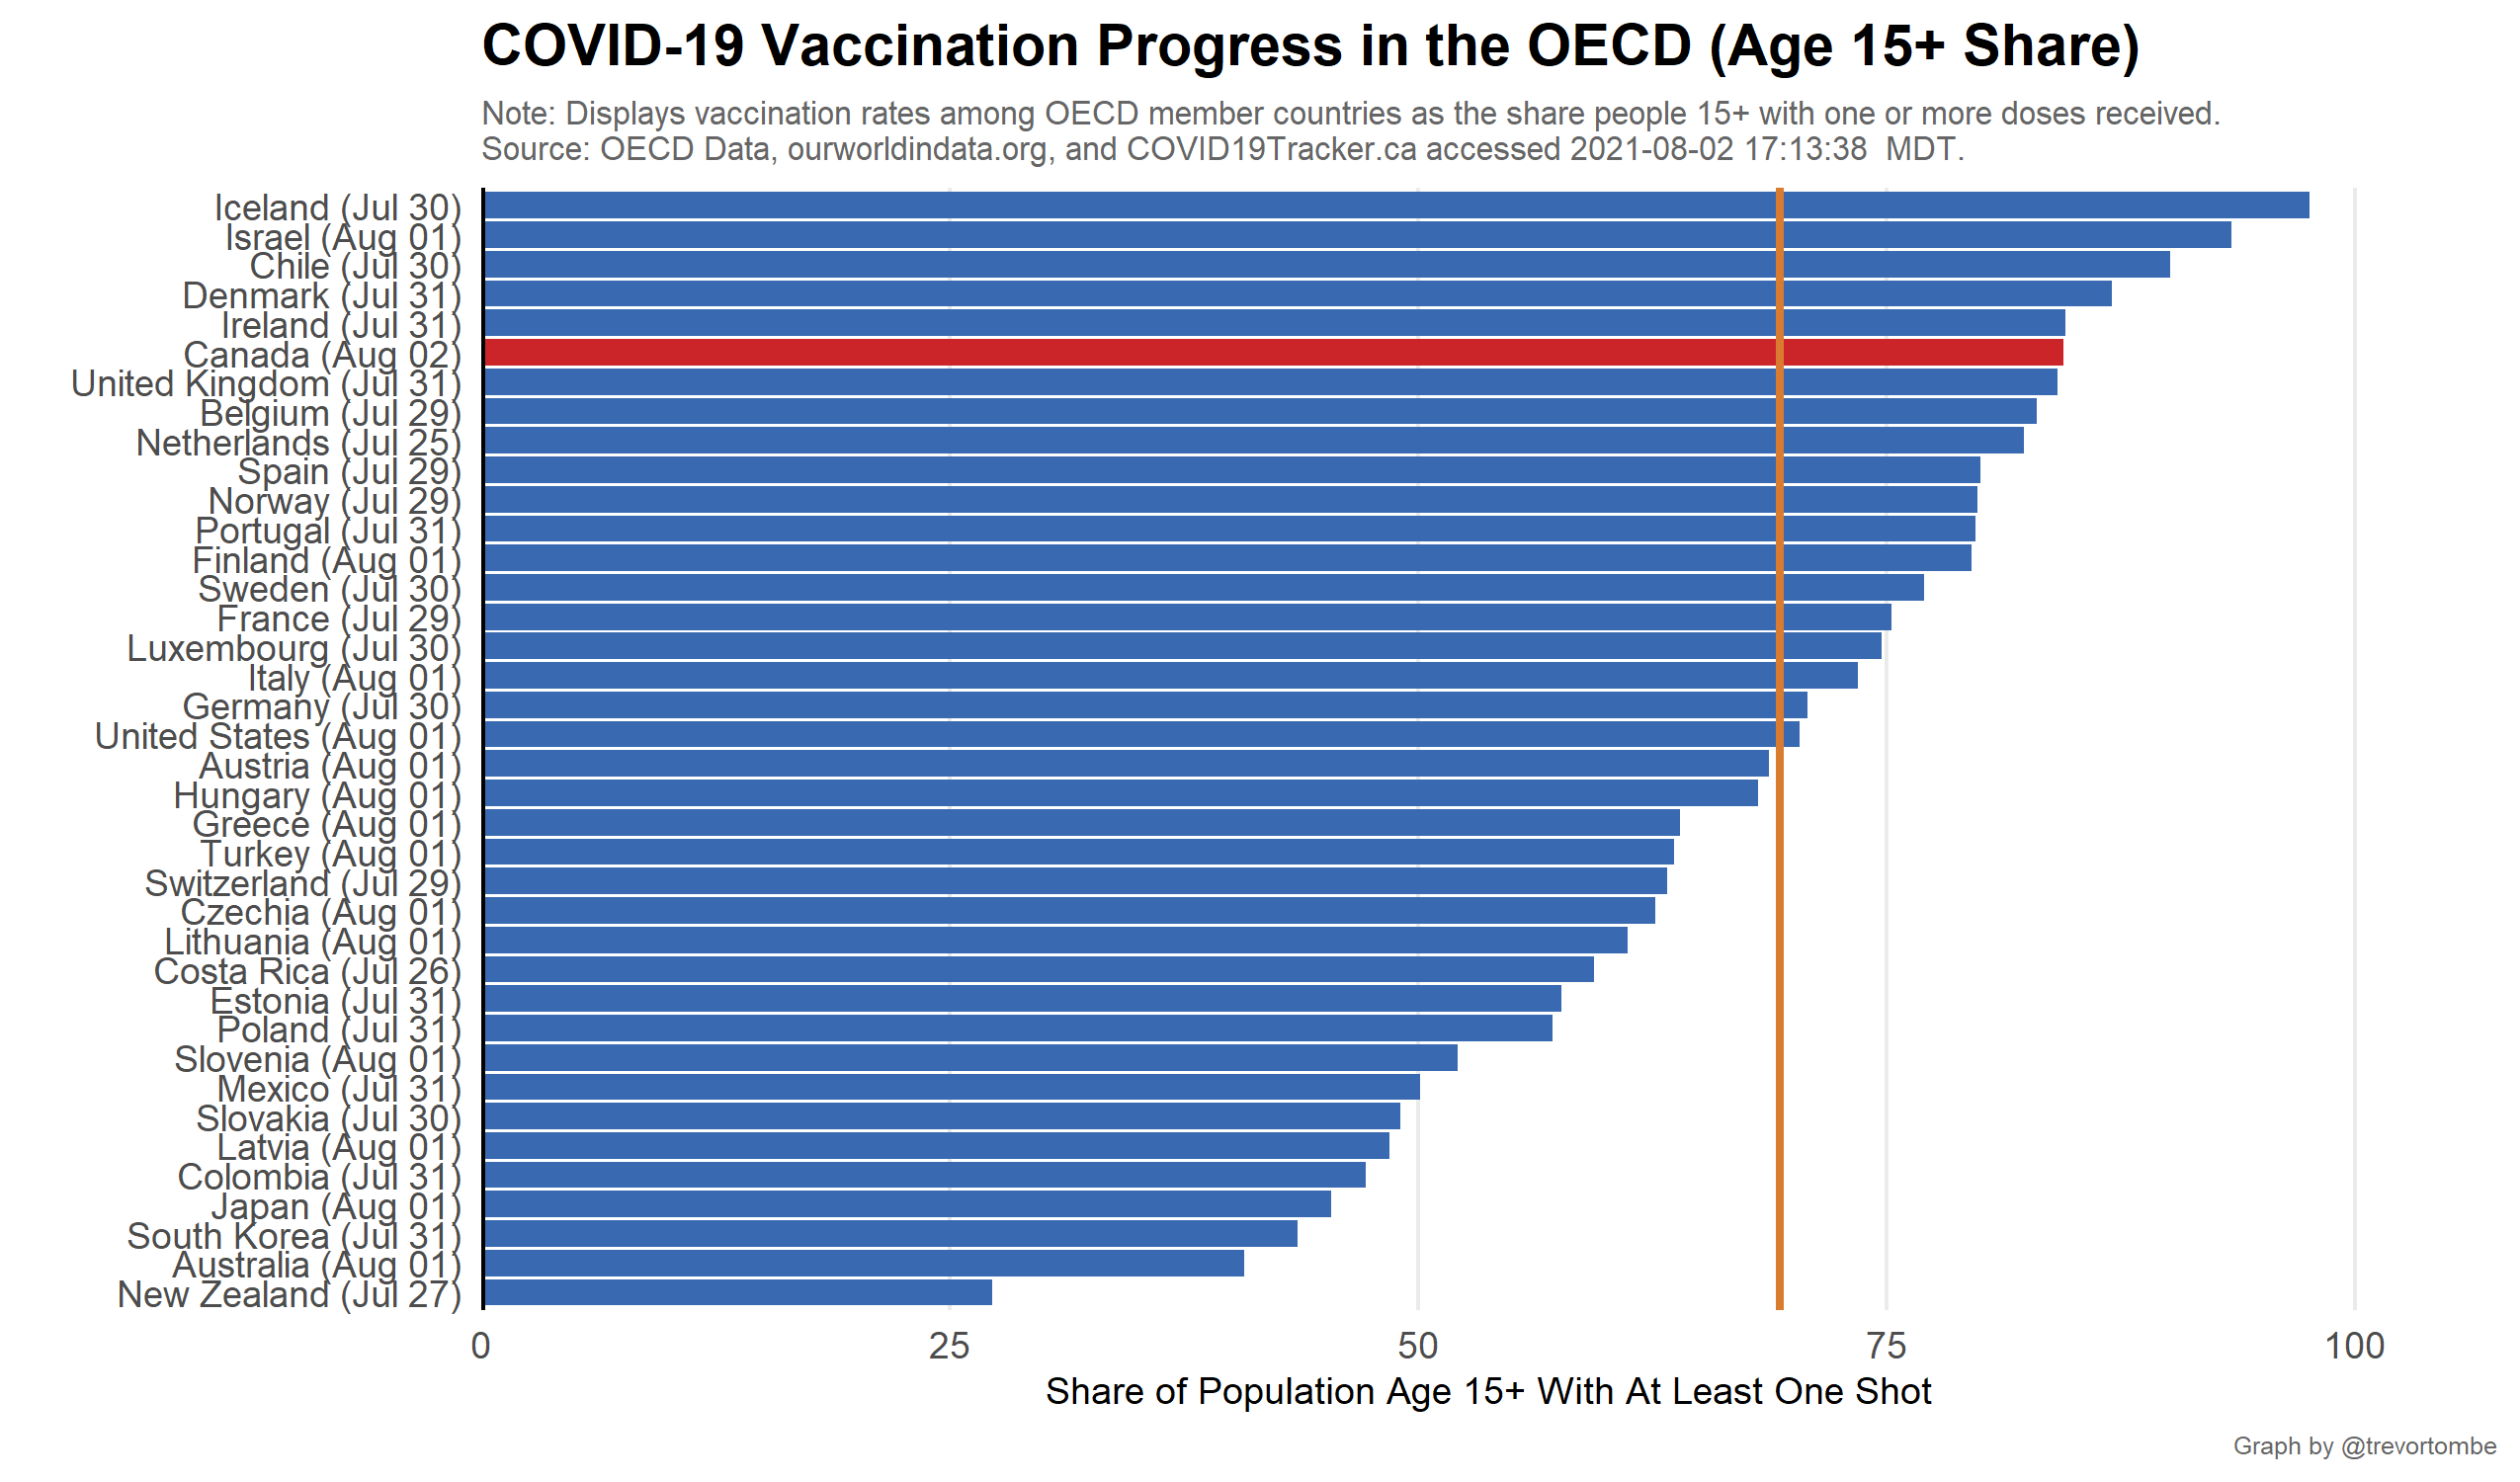 COVID-19 Vaccination Progress in the OECD (Age 15+ Share)
Note: Displays vaccination rates among OECD member countries as the share people 15+ with one or more doses received.
Source: OECD Data, ourworldindata.org, and COVID19Tracker.ca accessed 2021-08-02 17:13:38  MDT.
Iceland (Jul 30)
Israel (Aug 01)
Chile (Jul 30)
Denmark (Jul 31)
Ireland (Jul 31)
Canada (Aug 02)
United Kingdom (Jul 31)
Belgium (Jul 29)
Netherlands (Jul 25)
Spain (Jul 29)
Norway (Jul 29)
Portugal (Jul 31)
Finland (Aug 01)
Sweden (Jul 30)
France (Jul 29)
Luxembourg (Jul 30)
Italy (Aug 01)
Germany (Jul 30)
United States (Aug 01)
Austria (Aug 01)
Hungary (Aug 01)
Greece (Aug 01)
Turkey (Aug 01)
Switzerland (Jul 29)
Czechia (Aug 01)
Lithuania (Aug 01)
Costa Rica (Jul 26)
Estonia (Jul 31)
Poland (Jul 31)
Slovenia (Aug 01)
Mexico (Jul 31)
Slovakia (Jul 30)
Latvia (Aug 01)
Colombia (Jul 31)
Japan (Aug 01)
South Korea (Jul 31)
Australia (Aug 01)
New Zealand (Jul 27)
0 25 50 75 100
Share of Population Age 15+ With At Least One Shot
Graph by @trevortombe